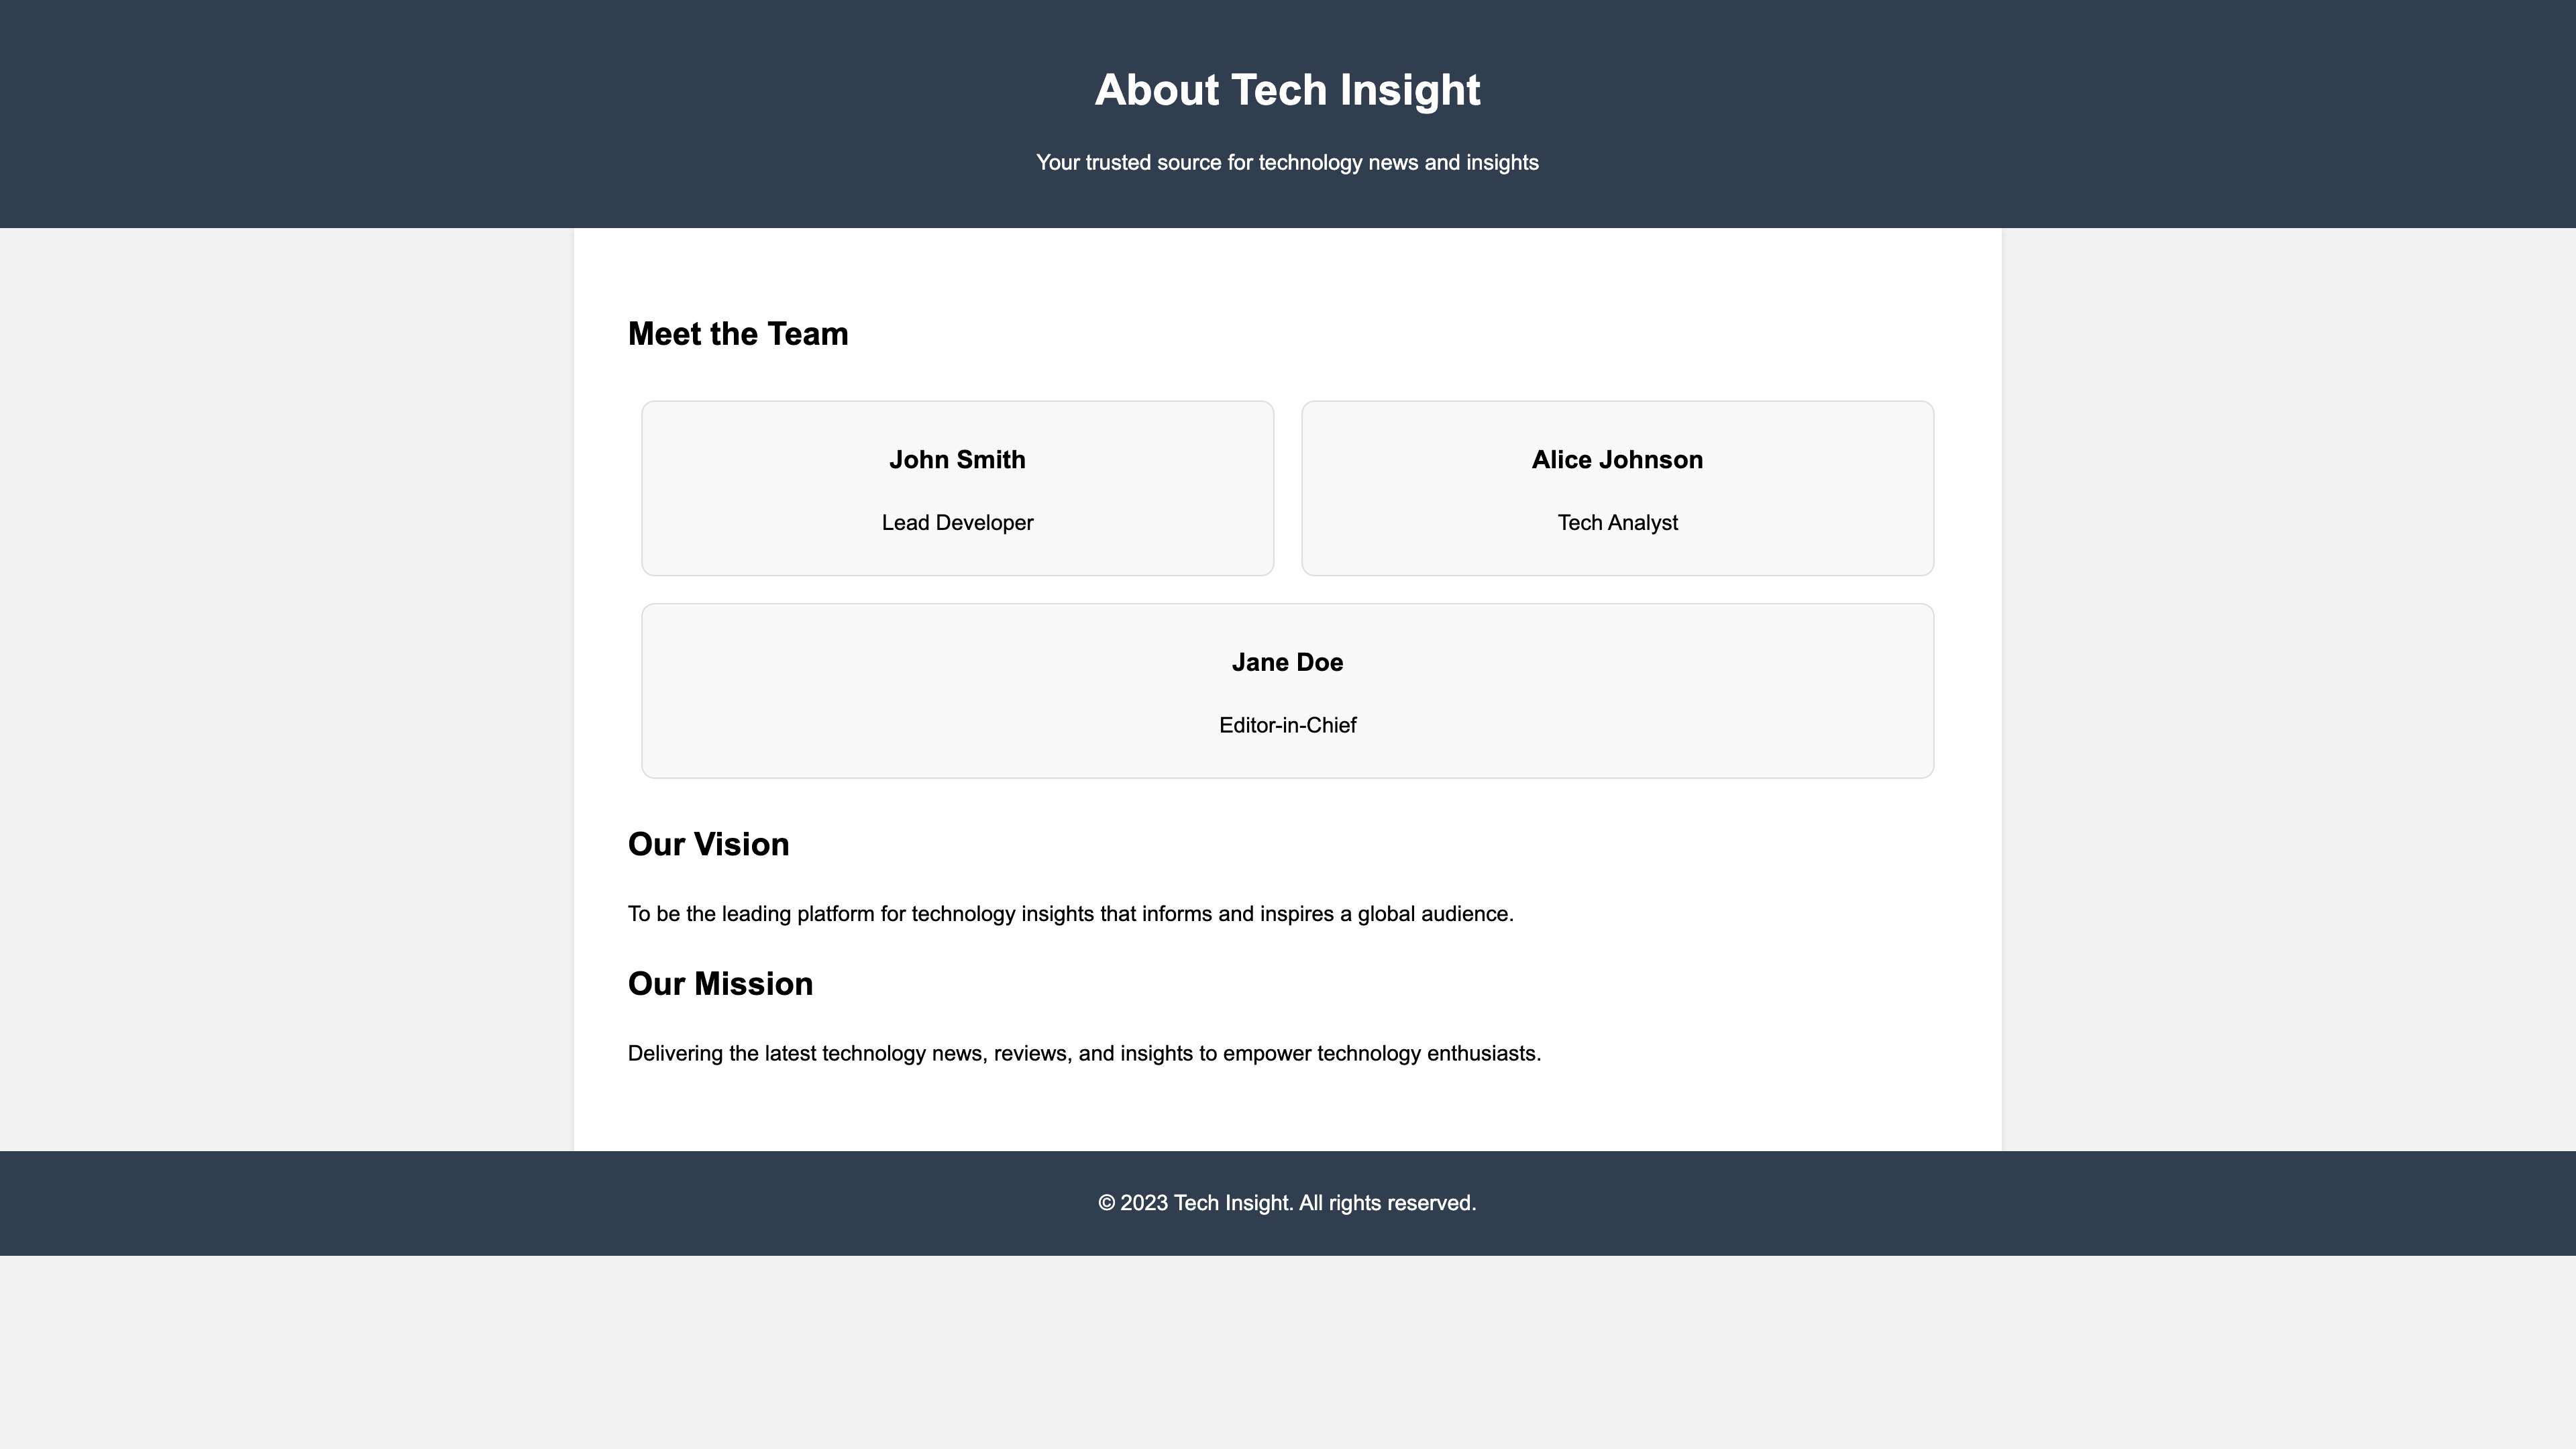 About Tech Insight
Your trusted source for technology news and insights
Meet the Team
John Smith
Lead Developer
Alice Johnson
Tech Analyst
Jane Doe
Editor-in-Chief
Our Vision
To be the leading platform for technology insights that informs and inspires a global audience.
Our Mission
Delivering the latest technology news, reviews, and insights to empower technology enthusiasts.
© 2023 Tech Insight. All rights reserved.